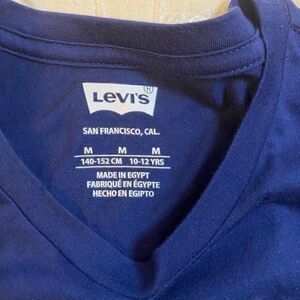 Levi's®
SAN FRANCISCO, CAL.
M M M
140-152 CM 10-12 YRS
MADE IN EGYPT
FABRIQUÉ EN ÉGYPTE
HECHO EN EGIPTO